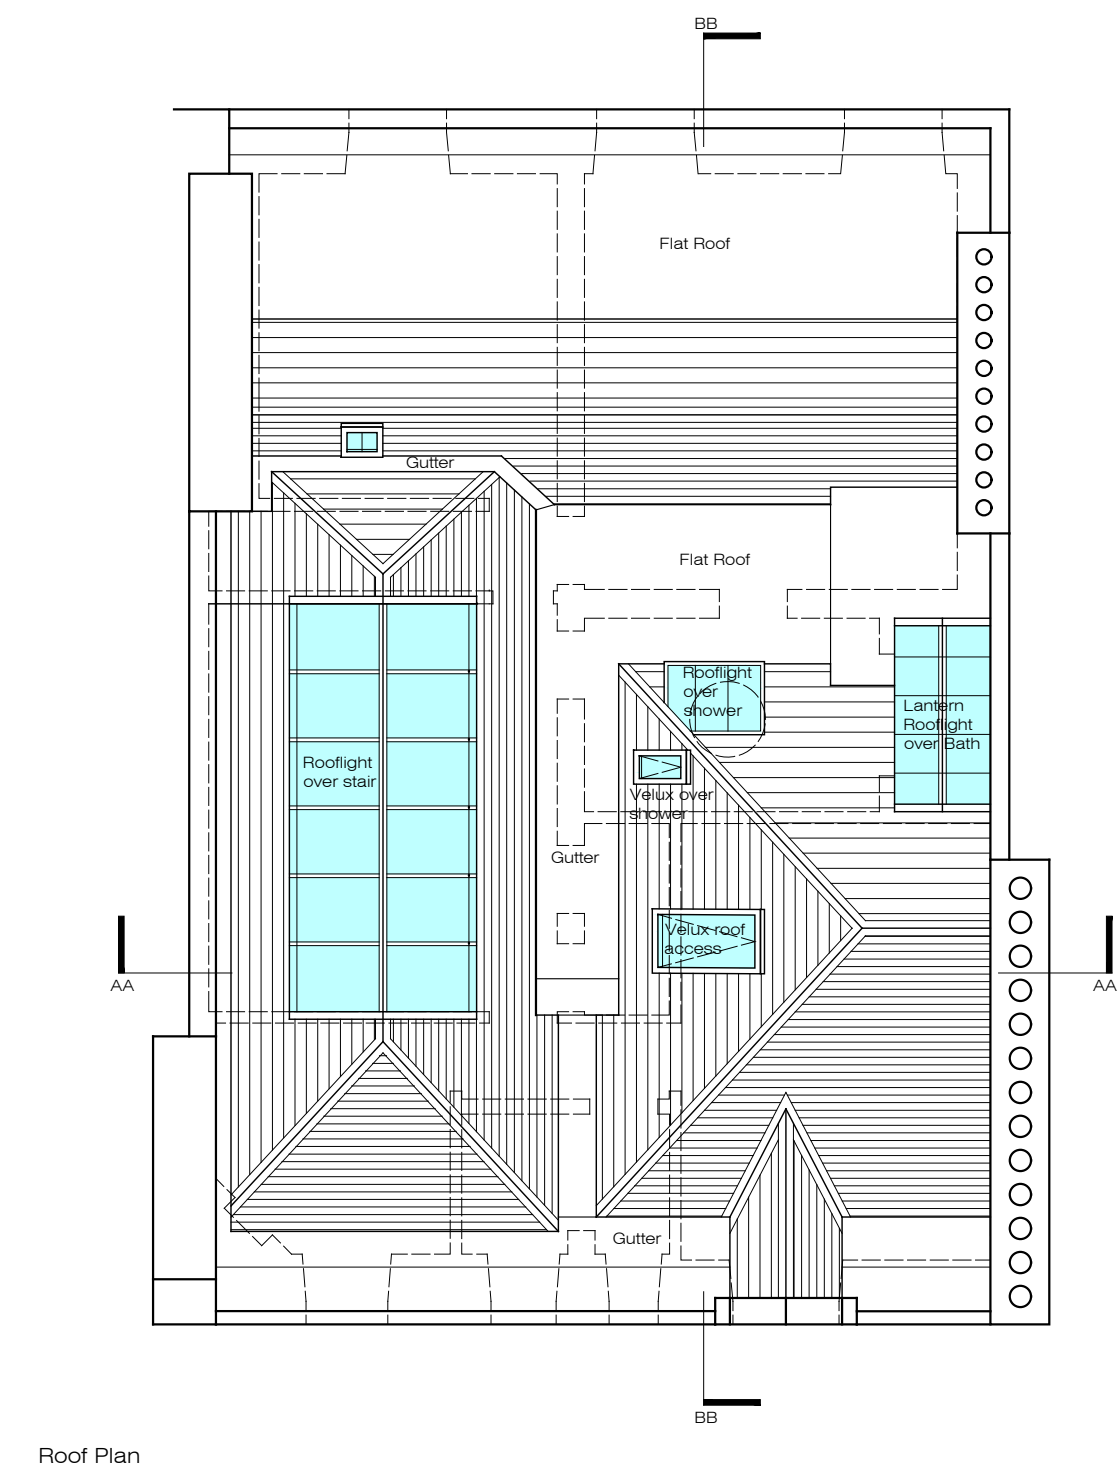 BB
Flat Roof
Gutter
Flat Roof
Rooflight
over
shower
Lantern
Rooflight
over Bath
Rooflight
over stair
Velux over
shower
Gutter
Velux roof
access
AA
AA
Gutter
BB
Roof Plan